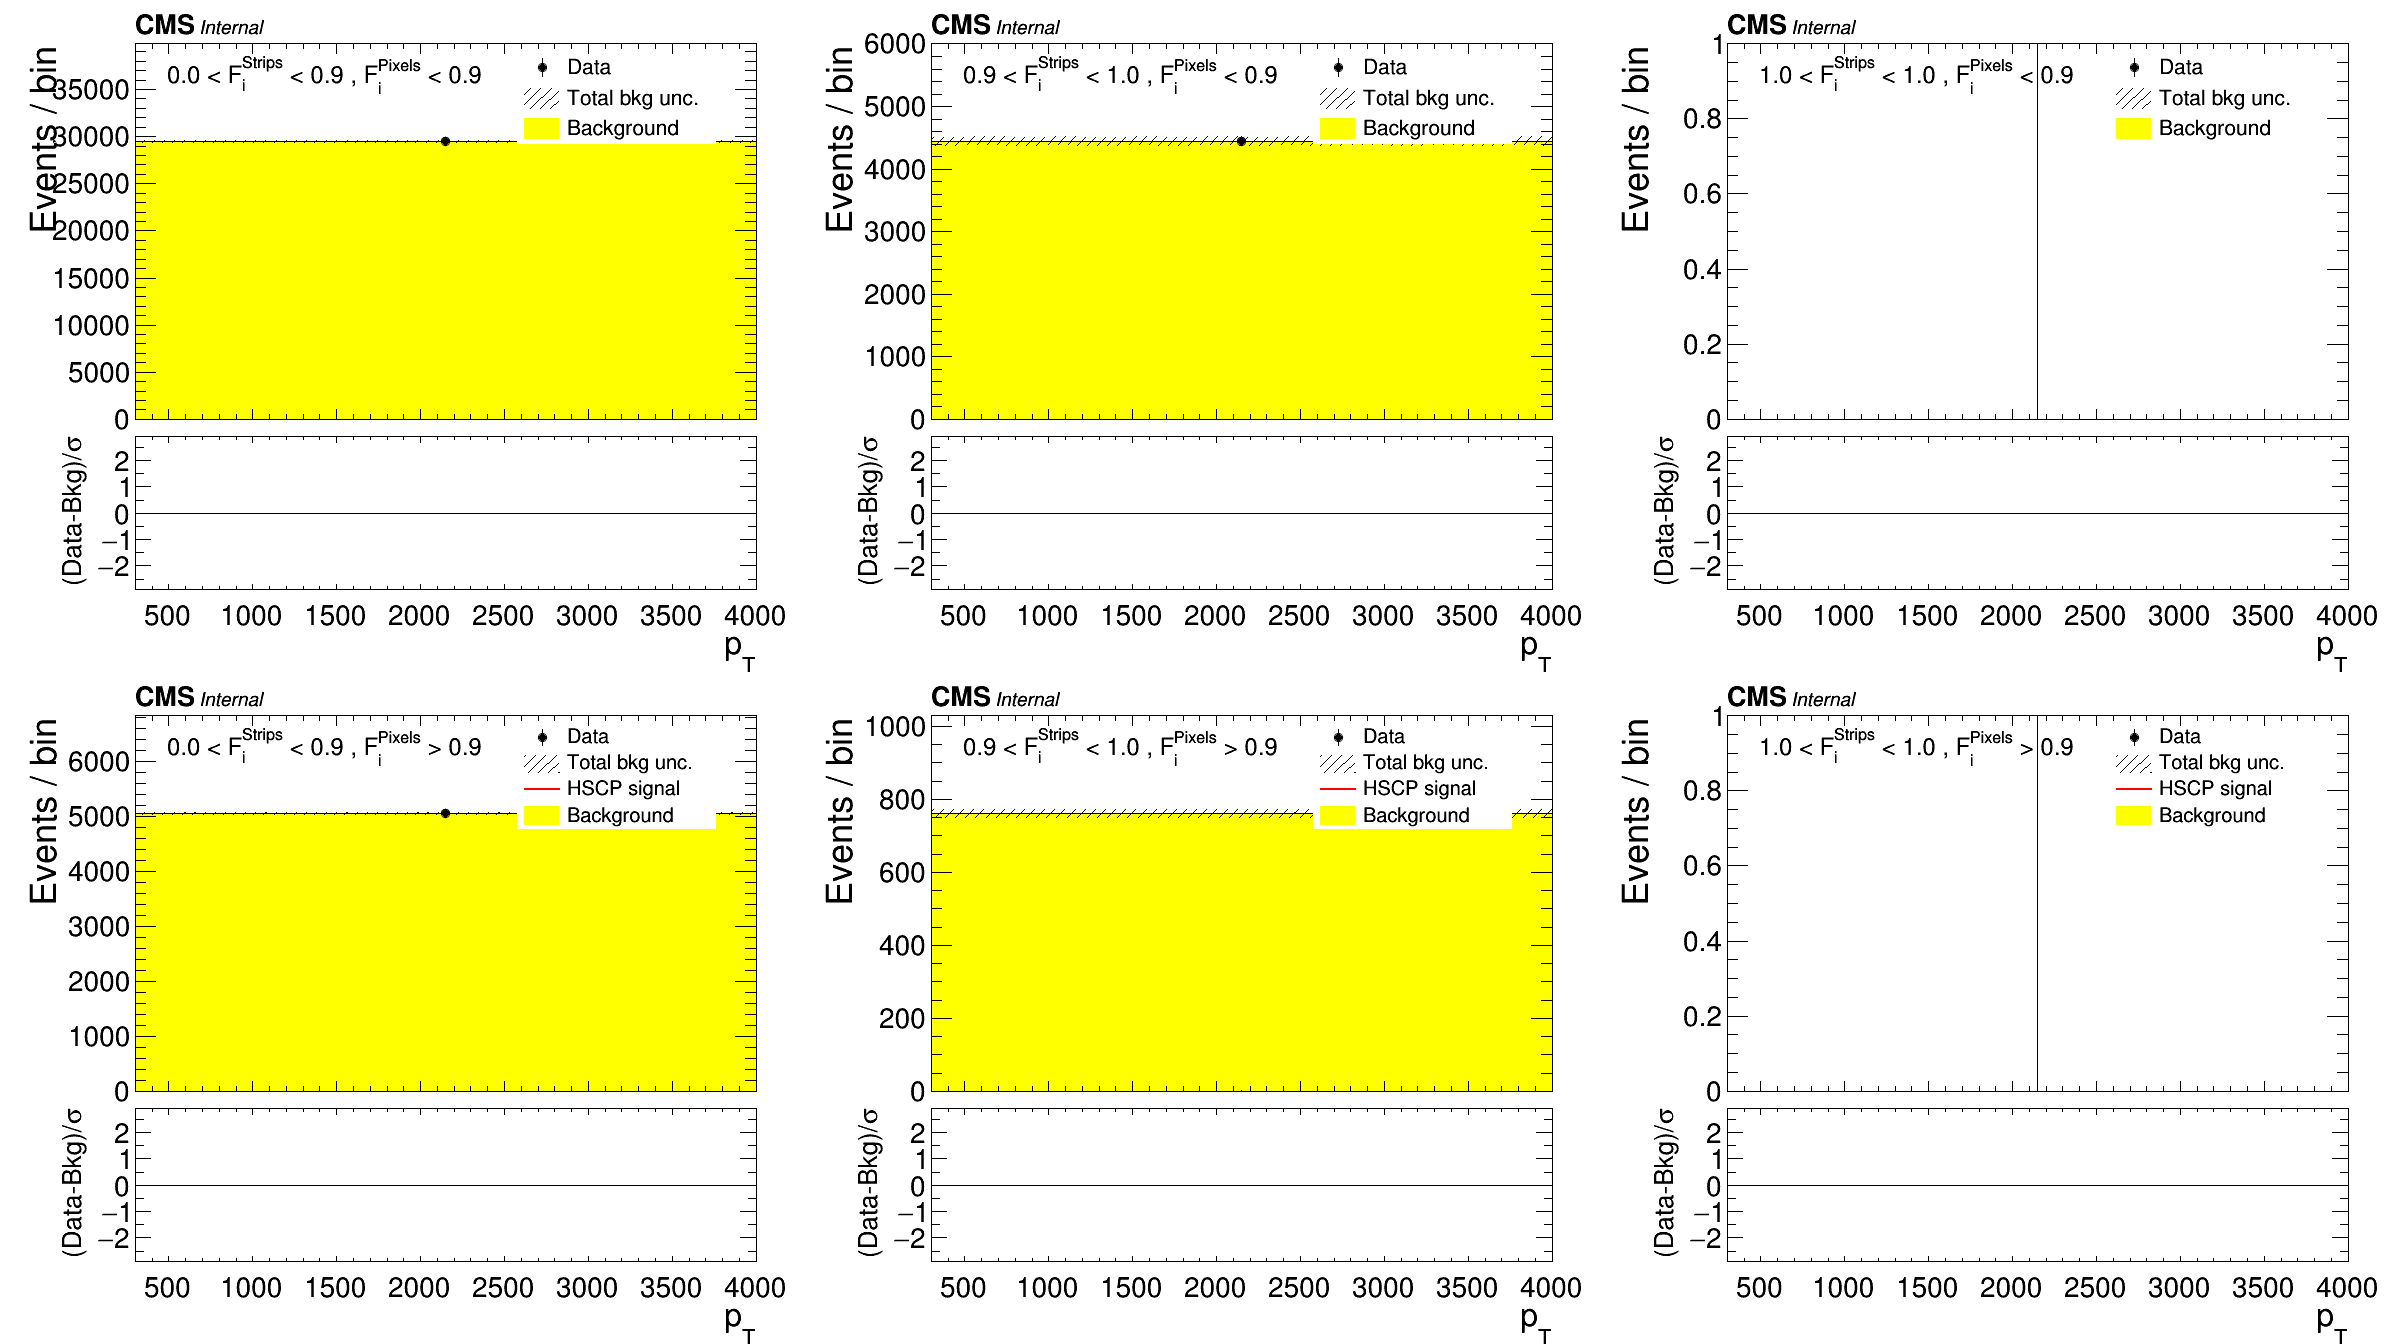 CMS Internal
Events / bin
0.0 < F_i^Strips < 0.9 , F_i^Pixels < 0.9
Data
Total bkg unc.
Background
35000
30000
25000
20000
15000
10000
5000
0
(Data-Bkg)/σ
2
1
0
−1
−2
500 1000 1500 2000 2500 3000 3500 4000
p_T
CMS Internal
Events / bin
0.9 < F_i^Strips < 1.0 , F_i^Pixels < 0.9
Data
Total bkg unc.
Background
6000
5000
4000
3000
2000
1000
0
(Data-Bkg)/σ
2
1
0
−1
−2
500 1000 1500 2000 2500 3000 3500 4000
p_T
CMS Internal
Events / bin
1.0 < F_i^Strips < 1.0 , F_i^Pixels < 0.9
Data
Total bkg unc.
Background
1
0.8
0.6
0.4
0.2
0
(Data-Bkg)/σ
2
1
0
−1
−2
500 1000 1500 2000 2500 3000 3500 4000
p_T
CMS Internal
Events / bin
0.0 < F_i^Strips < 0.9 , F_i^Pixels > 0.9
Data
Total bkg unc.
HSCP signal
Background
6000
5000
4000
3000
2000
1000
0
(Data-Bkg)/σ
2
1
0
−1
−2
500 1000 1500 2000 2500 3000 3500 4000
p_T
CMS Internal
Events / bin
0.9 < F_i^Strips < 1.0 , F_i^Pixels > 0.9
Data
Total bkg unc.
HSCP signal
Background
1000
800
600
400
200
0
(Data-Bkg)/σ
2
1
0
−1
−2
500 1000 1500 2000 2500 3000 3500 4000
p_T
CMS Internal
Events / bin
1.0 < F_i^Strips < 1.0 , F_i^Pixels > 0.9
Data
Total bkg unc.
HSCP signal
Background
1
0.8
0.6
0.4
0.2
0
(Data-Bkg)/σ
2
1
0
−1
−2
500 1000 1500 2000 2500 3000 3500 4000
p_T